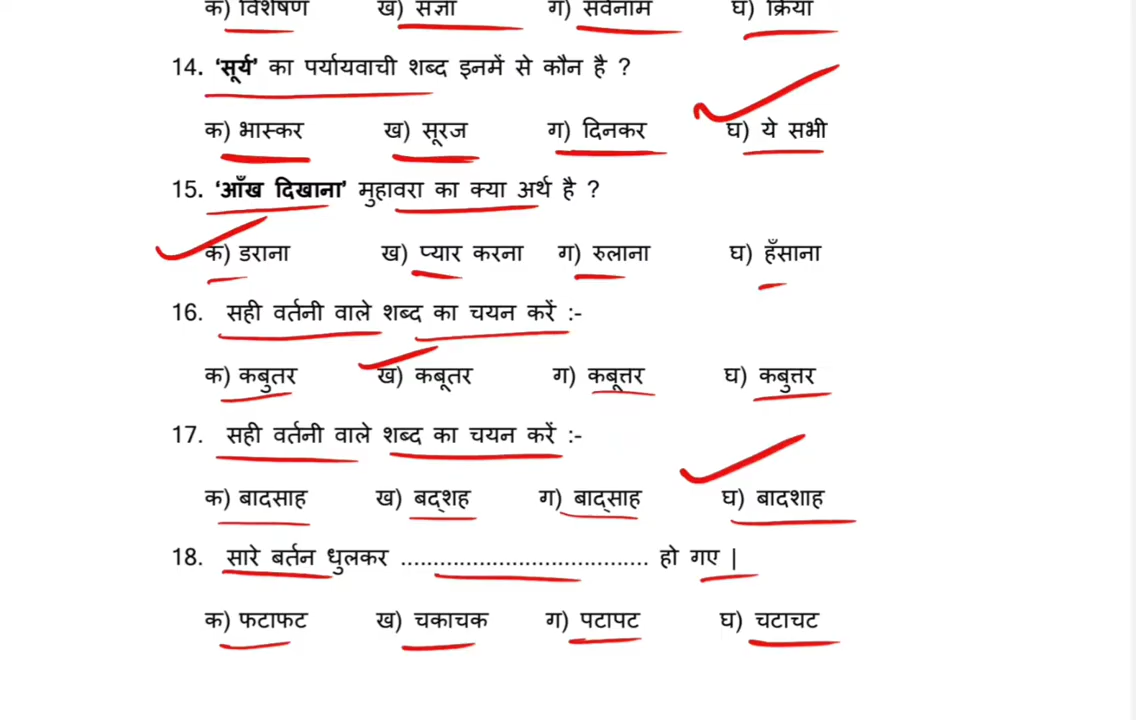 क) विशेषण ख) संज्ञा ग) सर्वनाम घ) क्रिया
14. 'सूर्य' का पर्यायवाची शब्द इनमें से कौन है ?
क) भास्कर ख) सूरज ग) दिनकर घ) ये सभी
15. 'आँख दिखाना' मुहावरा का क्या अर्थ है ?
क) डराना ख) प्यार करना ग) रुलाना घ) हँसाना
16. सही वर्तनी वाले शब्द का चयन करें :-
क) कबुतर ख) कबूतर ग) कबूत्तर घ) कबुत्तर
17. सही वर्तनी वाले शब्द का चयन करें :-
क) बादसाह ख) बद्‌शह ग) बाद्‌साह घ) बादशाह
18. सारे बर्तन धुलकर ...................................... हो गए |
क) फटाफट ख) चकाचक ग) पटापट घ) चटाचट